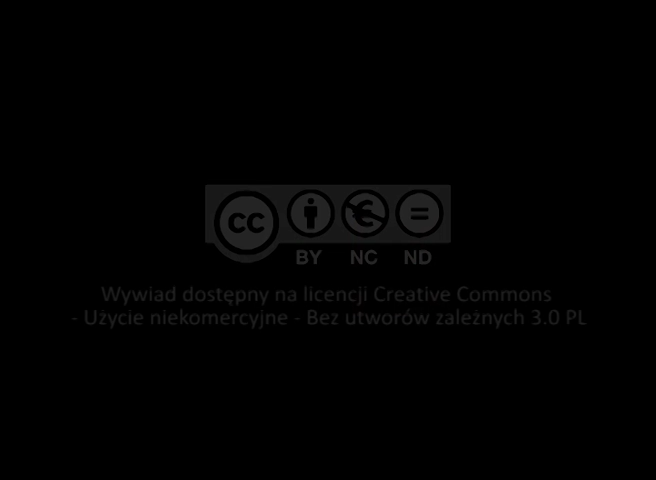 cc
BY NC ND
Wywiad dostępny na licencji Creative Commons
- Użycie niekomercyjne - Bez utworów zależnych 3.0 PL